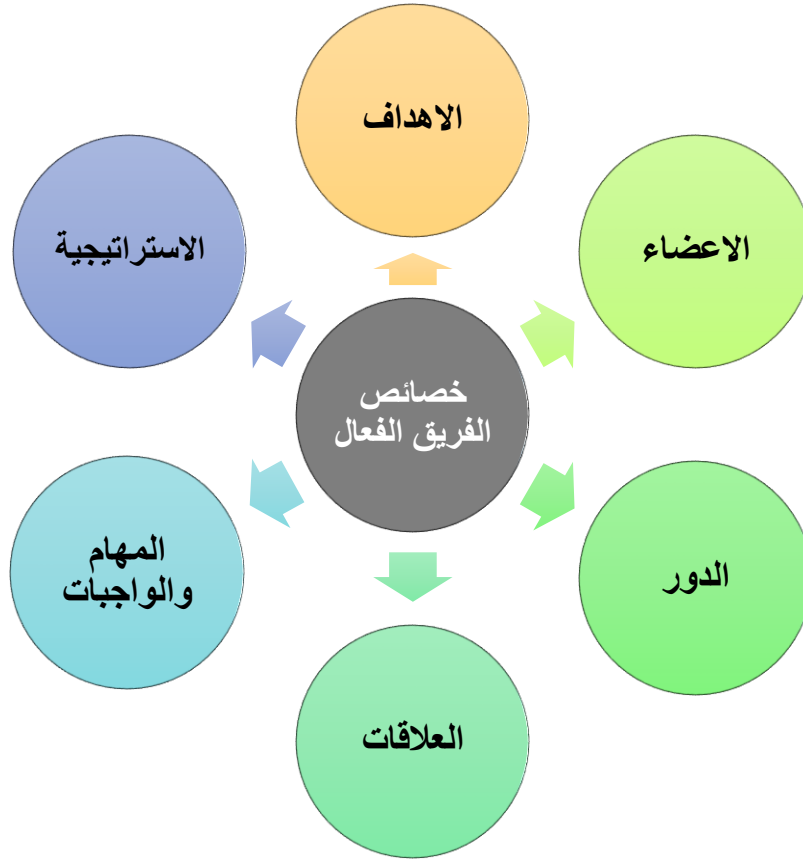 الاهداف
الاعضاء
الاستراتيجية
خصائص
الفريق الفعال
المهام
والواجبات
الدور
العلاقات